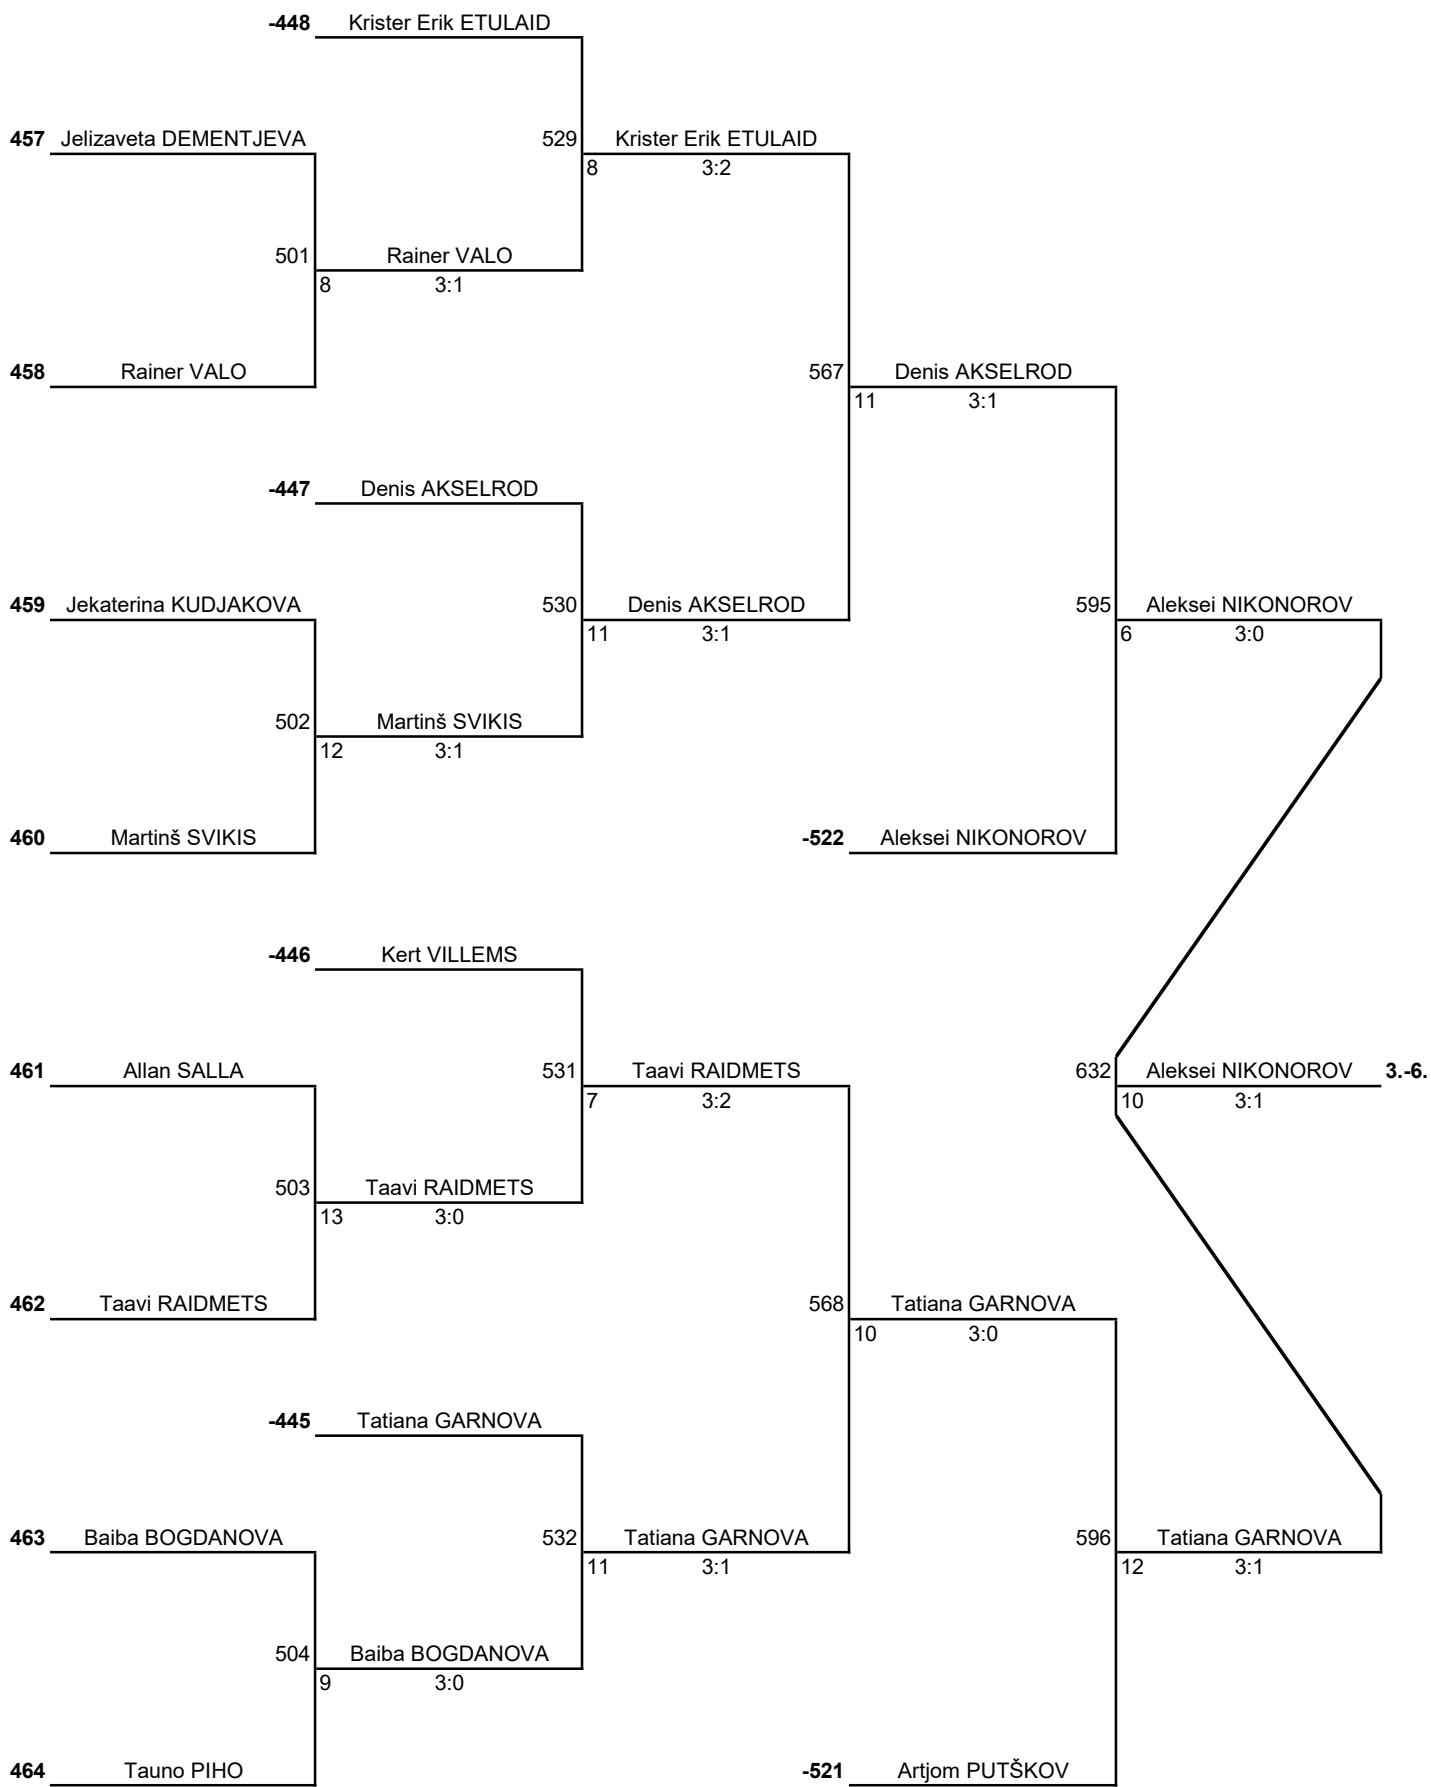 -448 Krister Erik ETULAID
457 Jelizaveta DEMENTJEVA 529 Krister Erik ETULAID
8 3:2
501 Rainer VALO
8 3:1
458 Rainer VALO 567 Denis AKSELROD
11 3:1
-447 Denis AKSELROD
459 Jekaterina KUDJAKOVA 530 Denis AKSELROD 595 Aleksei NIKONOROV
11 3:1 6 3:0
502 Martinš SVIKIS
12 3:1
460 Martinš SVIKIS -522 Aleksei NIKONOROV
-446 Kert VILLEMS
461 Allan SALLA 531 Taavi RAIDMETS 632 Aleksei NIKONOROV 3.-6.
7 3:2 10 3:1
503 Taavi RAIDMETS
13 3:0
462 Taavi RAIDMETS 568 Tatiana GARNOVA
10 3:0
-445 Tatiana GARNOVA
463 Baiba BOGDANOVA 532 Tatiana GARNOVA 596 Tatiana GARNOVA
11 3:1 12 3:1
504 Baiba BOGDANOVA
9 3:0
464 Tauno PIHO -521 Artjom PUTŠKOV